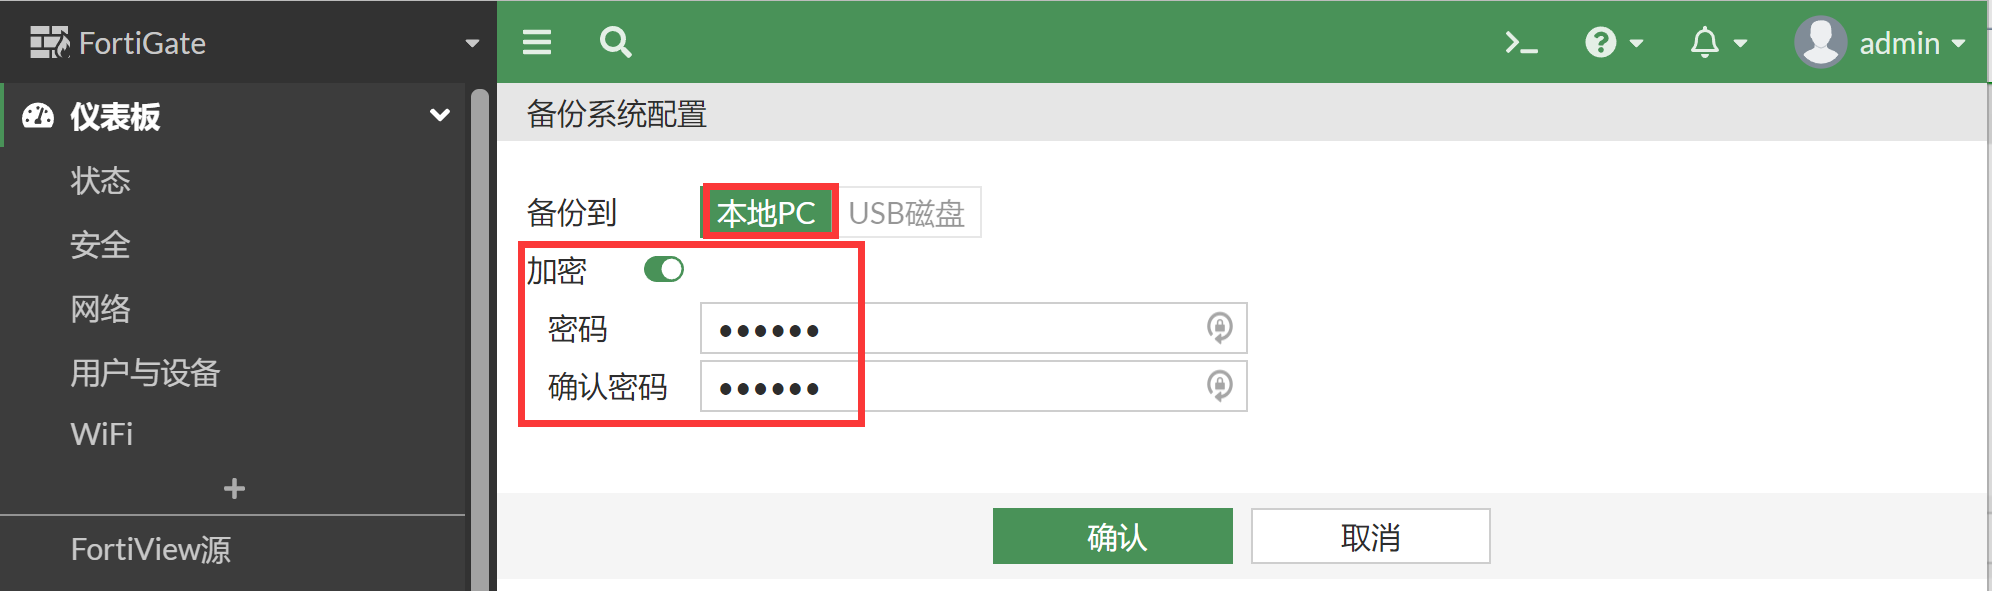 FortiGate
admin
仪表板
状态
安全
网络
用户与设备
WiFi
FortiView源
备份系统配置
备份到 本地PC USB磁盘
加密
密码 ••••••
确认密码 ••••••
确认 取消